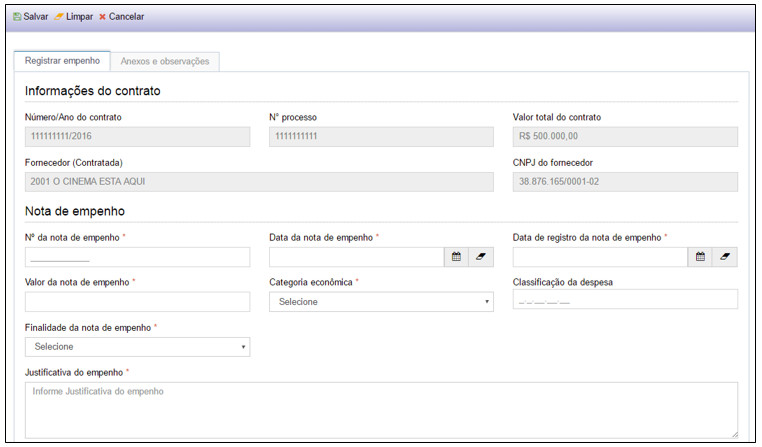 Salvar Limpar Cancelar
Registrar empenho Anexos e observações
Informações do contrato
Número/Ano do contrato N° processo Valor total do contrato
111111111/2016 1111111111 R$ 500.000,00
Fornecedor (Contratada) CNPJ do fornecedor
2001 O CINEMA ESTA AQUI 38.876.165/0001-02
Nota de empenho
Nº da nota de empenho * Data da nota de empenho * Data de registro da nota de empenho *
____________
Valor da nota de empenho * Categoria econômica * Classificação da despesa
Selecione _._.__.__.__
Finalidade da nota de empenho *
Selecione
Justificativa do empenho *
Informe Justificativa do empenho